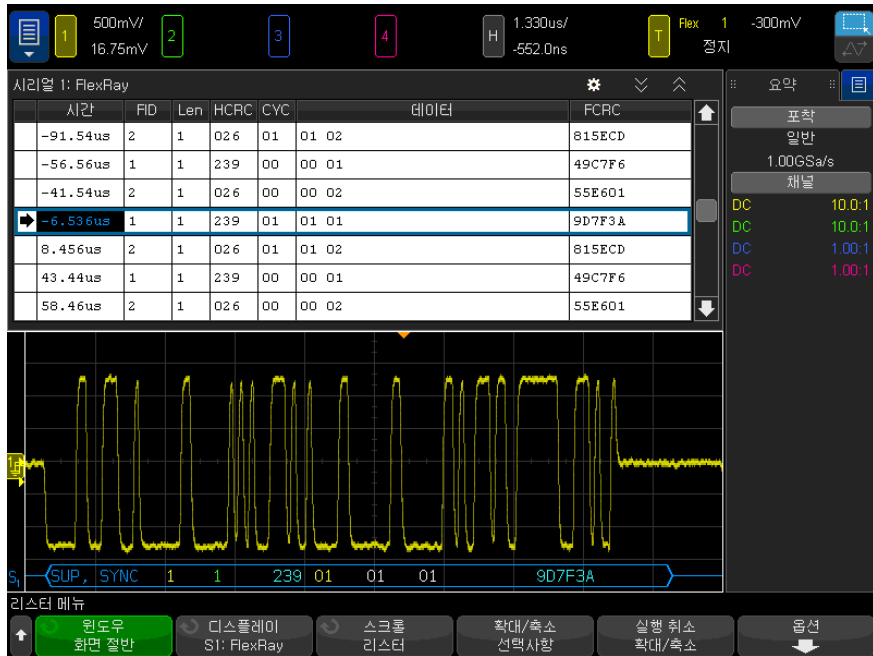 1 500mV/ 2 3 4 H 1.330us/ T Flex 1 -300mV
16.75mV -552.0ns 정지
시리얼 1: FlexRay
요약
시간 FID Len HCRC CYC 데이터 FCRC
-91.54us 2 1 026 01 01 02 815ECD
-56.56us 1 1 239 00 00 01 49C7F6
-41.54us 2 1 026 00 00 02 55E601
-6.536us 1 1 239 01 01 01 9D7F3A
8.456us 2 1 026 01 01 02 815ECD
43.44us 1 1 239 00 00 01 49C7F6
58.46us 2 1 026 00 00 02 55E601
포착
일반
1.00GSa/s
채널
DC 10.0:1
DC 10.0:1
DC 1.00:1
DC 1.00:1
1
S1 SUP, SYNC 1 1 239 01 01 01 9D7F3A
리스터 메뉴
윈도우
화면 절반
디스플레이
S1: FlexRay
스크롤
리스터
확대/축소
선택사항
실행 취소
확대/축소
옵션